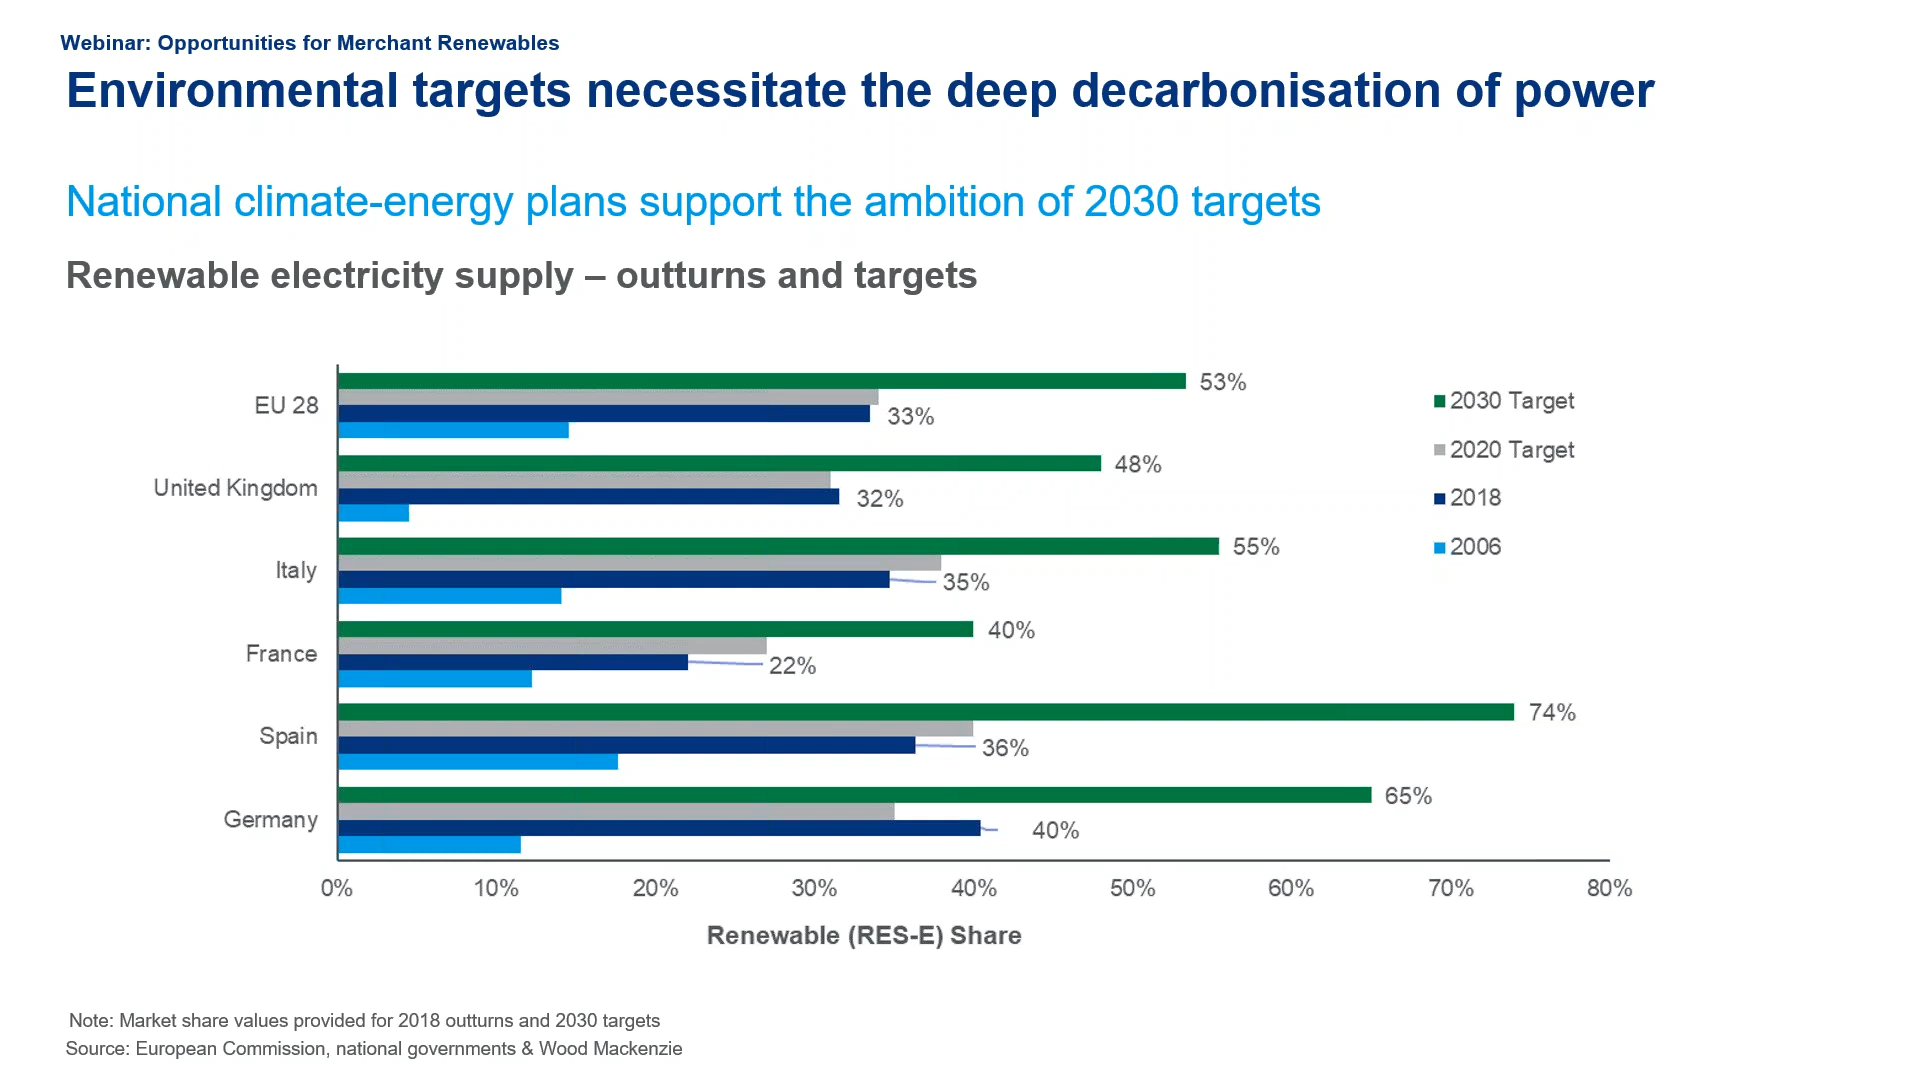 Webinar: Opportunities for Merchant Renewables
Environmental targets necessitate the deep decarbonisation of power
National climate-energy plans support the ambition of 2030 targets
Renewable electricity supply – outturns and targets
EU 28
53%
33%
United Kingdom
48%
32%
Italy
55%
35%
France
40%
22%
Spain
74%
36%
Germany
65%
40%
2030 Target
2020 Target
2018
2006
0% 10% 20% 30% 40% 50% 60% 70% 80%
Renewable (RES-E) Share
Note: Market share values provided for 2018 outturns and 2030 targets
Source: European Commission, national governments & Wood Mackenzie